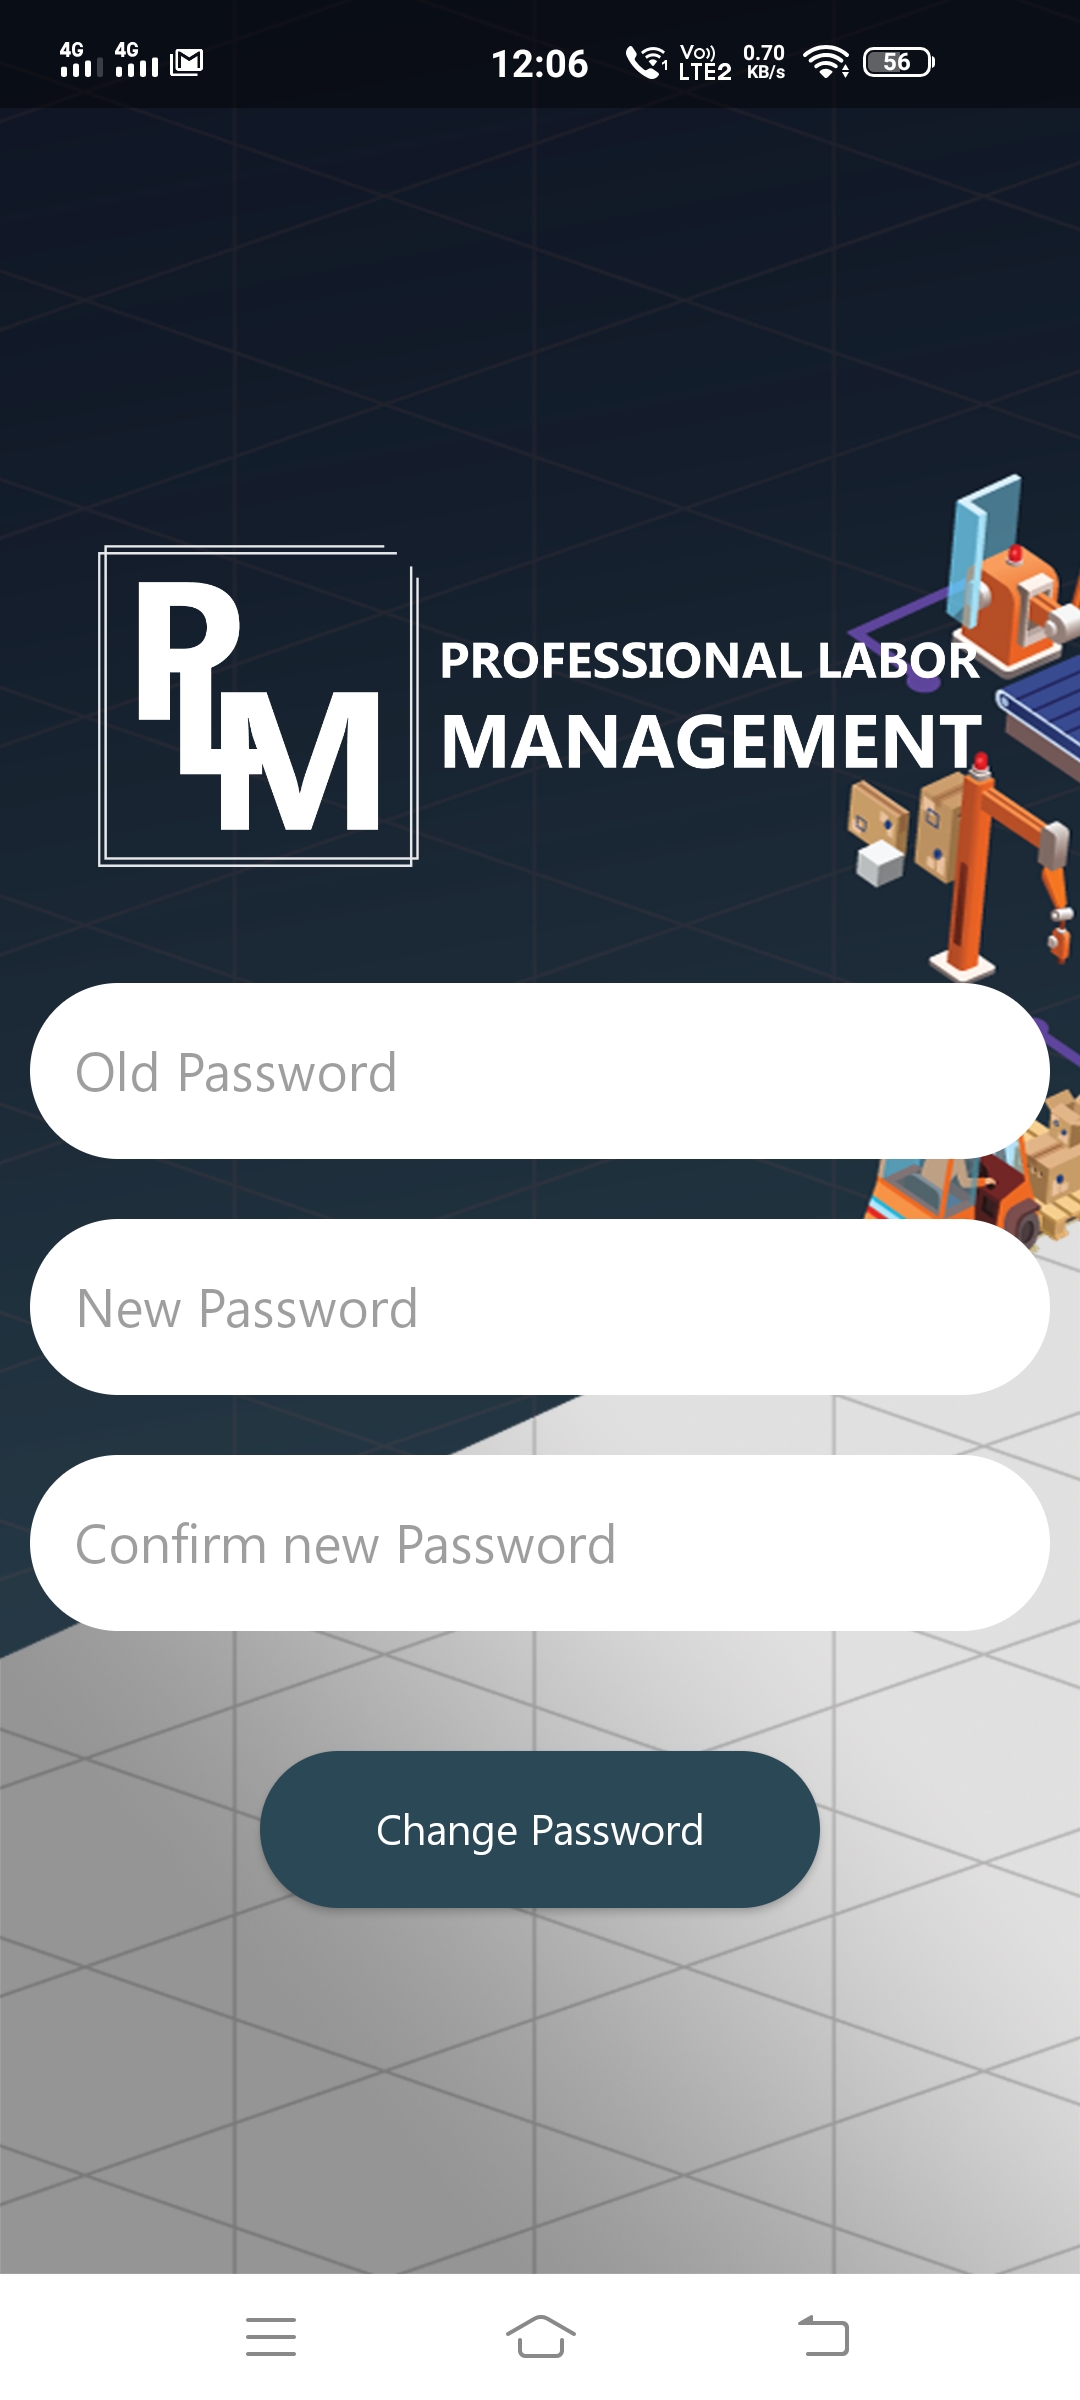 4G 4G 12:06 1 Vo)) LTE2 0.70 KB/s 56
PLM
PROFESSIONAL LABOR
MANAGEMENT
Old Password
New Password
Confirm new Password
Change Password